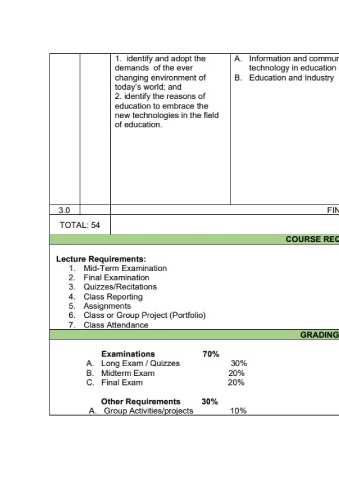 1. identify and adopt the
demands of the ever
changing environment of
today's world; and
2. identify the reasons of
education to embrace the
new technologies in the field
of education.
A. Information and commun
technology in education
B. Education and Industry
3.0 FIN
TOTAL: 54
COURSE REQ
Lecture Requirements:
1. Mid-Term Examination
2. Final Examination
3. Quizzes/Recitations
4. Class Reporting
5. Assignments
6. Class or Group Project (Portfolio)
7. Class Attendance
GRADING
Examinations 70%
A. Long Exam / Quizzes 30%
B. Midterm Exam 20%
C. Final Exam 20%
Other Requirements 30%
A. Group Activities/projects 10%